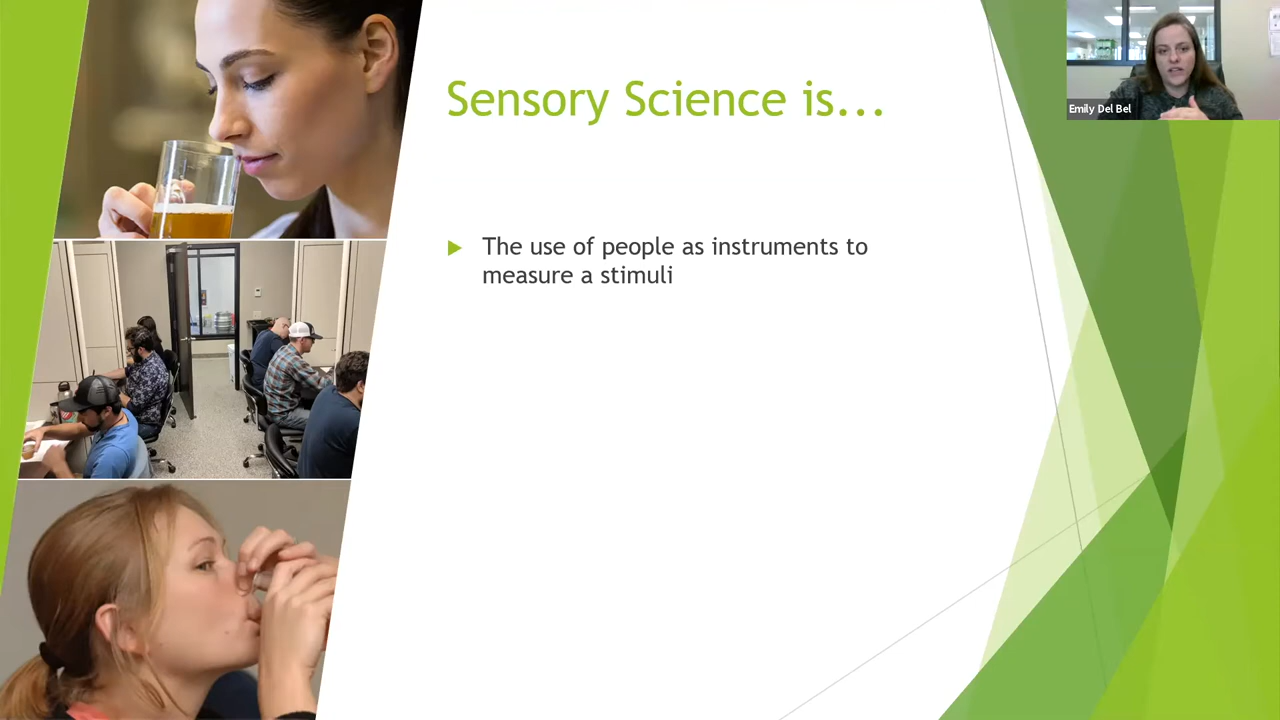 Sensory Science is...
Emily Del Bel
The use of people as instruments to
measure a stimuli